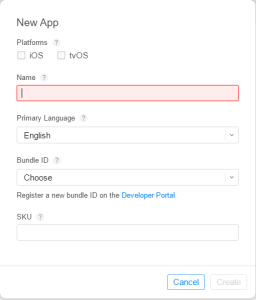 New App
Platforms ?
iOS tvOS
Name ?
Primary Language ?
English
Bundle ID ?
Choose
Register a new bundle ID on the Developer Portal
SKU ?
Cancel Create